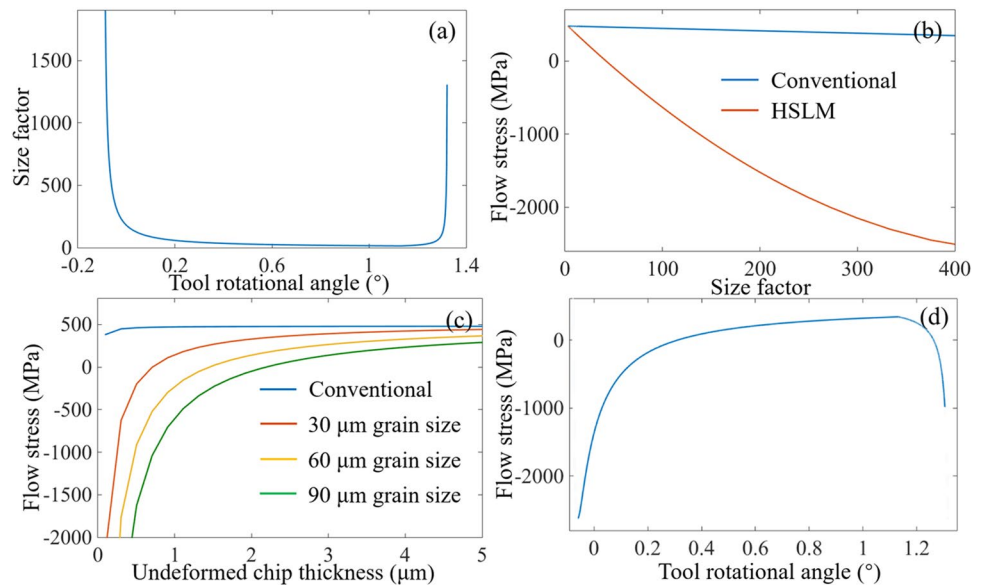 (a)
Size factor
1500
1000
500
0
-0.2
0.2
0.6
1
1.4
Tool rotational angle (°)
(b)
Flow stress (MPa)
0
-1000
-2000
Conventional
HSLM
0
100
200
300
400
Size factor
(c)
Flow stress (MPa)
500
0
-500
-1000
-1500
-2000
Conventional
30 μm grain size
60 μm grain size
90 μm grain size
0
1
2
3
4
5
Undeformed chip thickness (μm)
(d)
Flow stress (MPa)
0
-1000
-2000
0
0.2
0.4
0.6
0.8
1.0
1.2
Tool rotational angle (°)